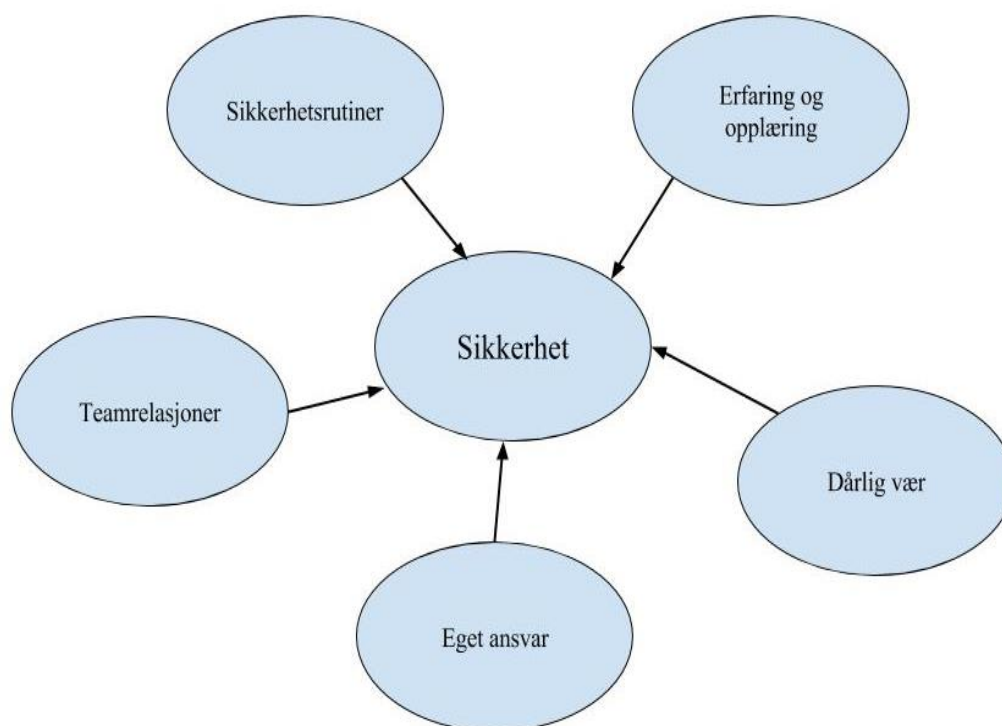 Sikkerhetsrutiner
Erfaring og
opplæring
Sikkerhet
Teamrelasjoner
Dårlig vær
Eget ansvar